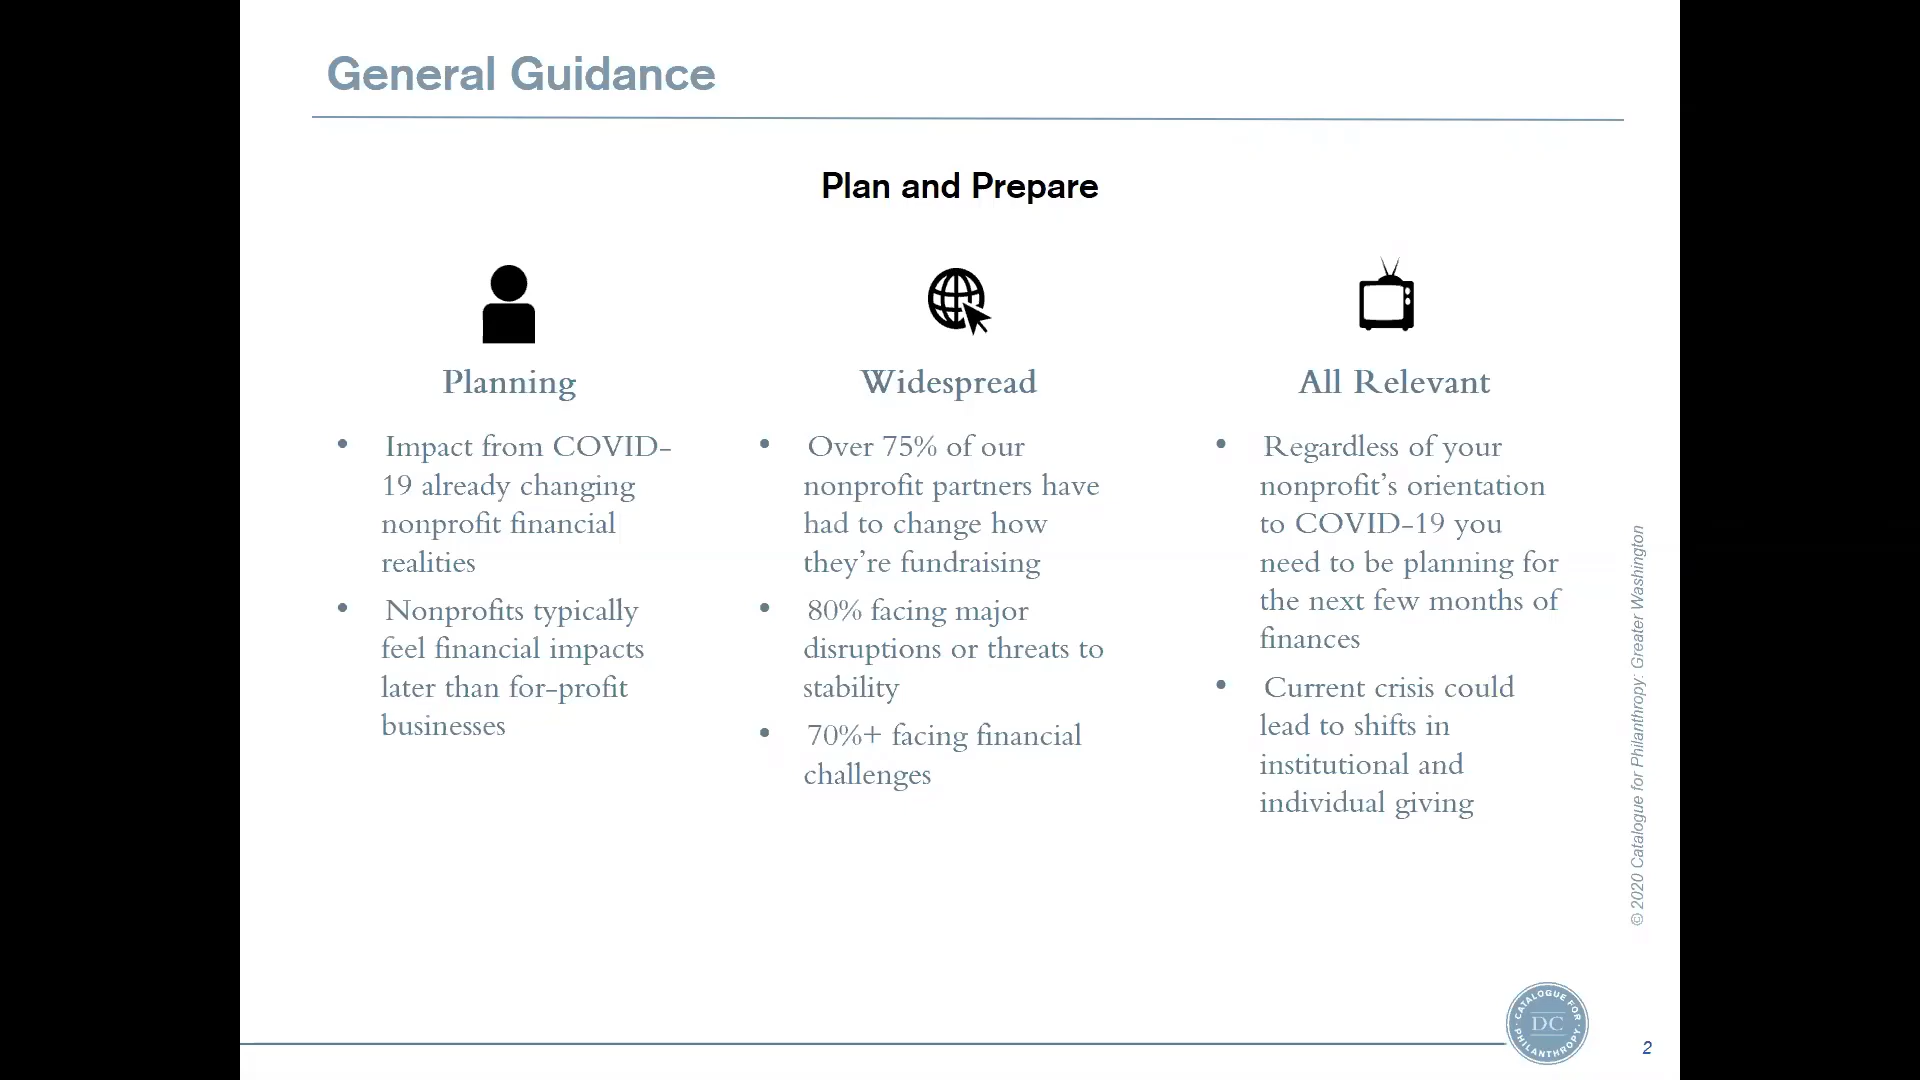 General Guidance
Plan and Prepare
Planning
• Impact from COVID-
19 already changing
nonprofit financial
realities
• Nonprofits typically
feel financial impacts
later than for-profit
businesses
Widespread
• Over 75% of our
nonprofit partners have
had to change how
they’re fundraising
• 80% facing major
disruptions or threats to
stability
• 70%+ facing financial
challenges
All Relevant
• Regardless of your
nonprofit’s orientation
to COVID-19 you
need to be planning for
the next few months of
finances
• Current crisis could
lead to shifts in
institutional and
individual giving
© 2020 Catalogue for Philanthropy: Greater Washington
CATALOGUE FOR
DC
PHILANTHROPY
2